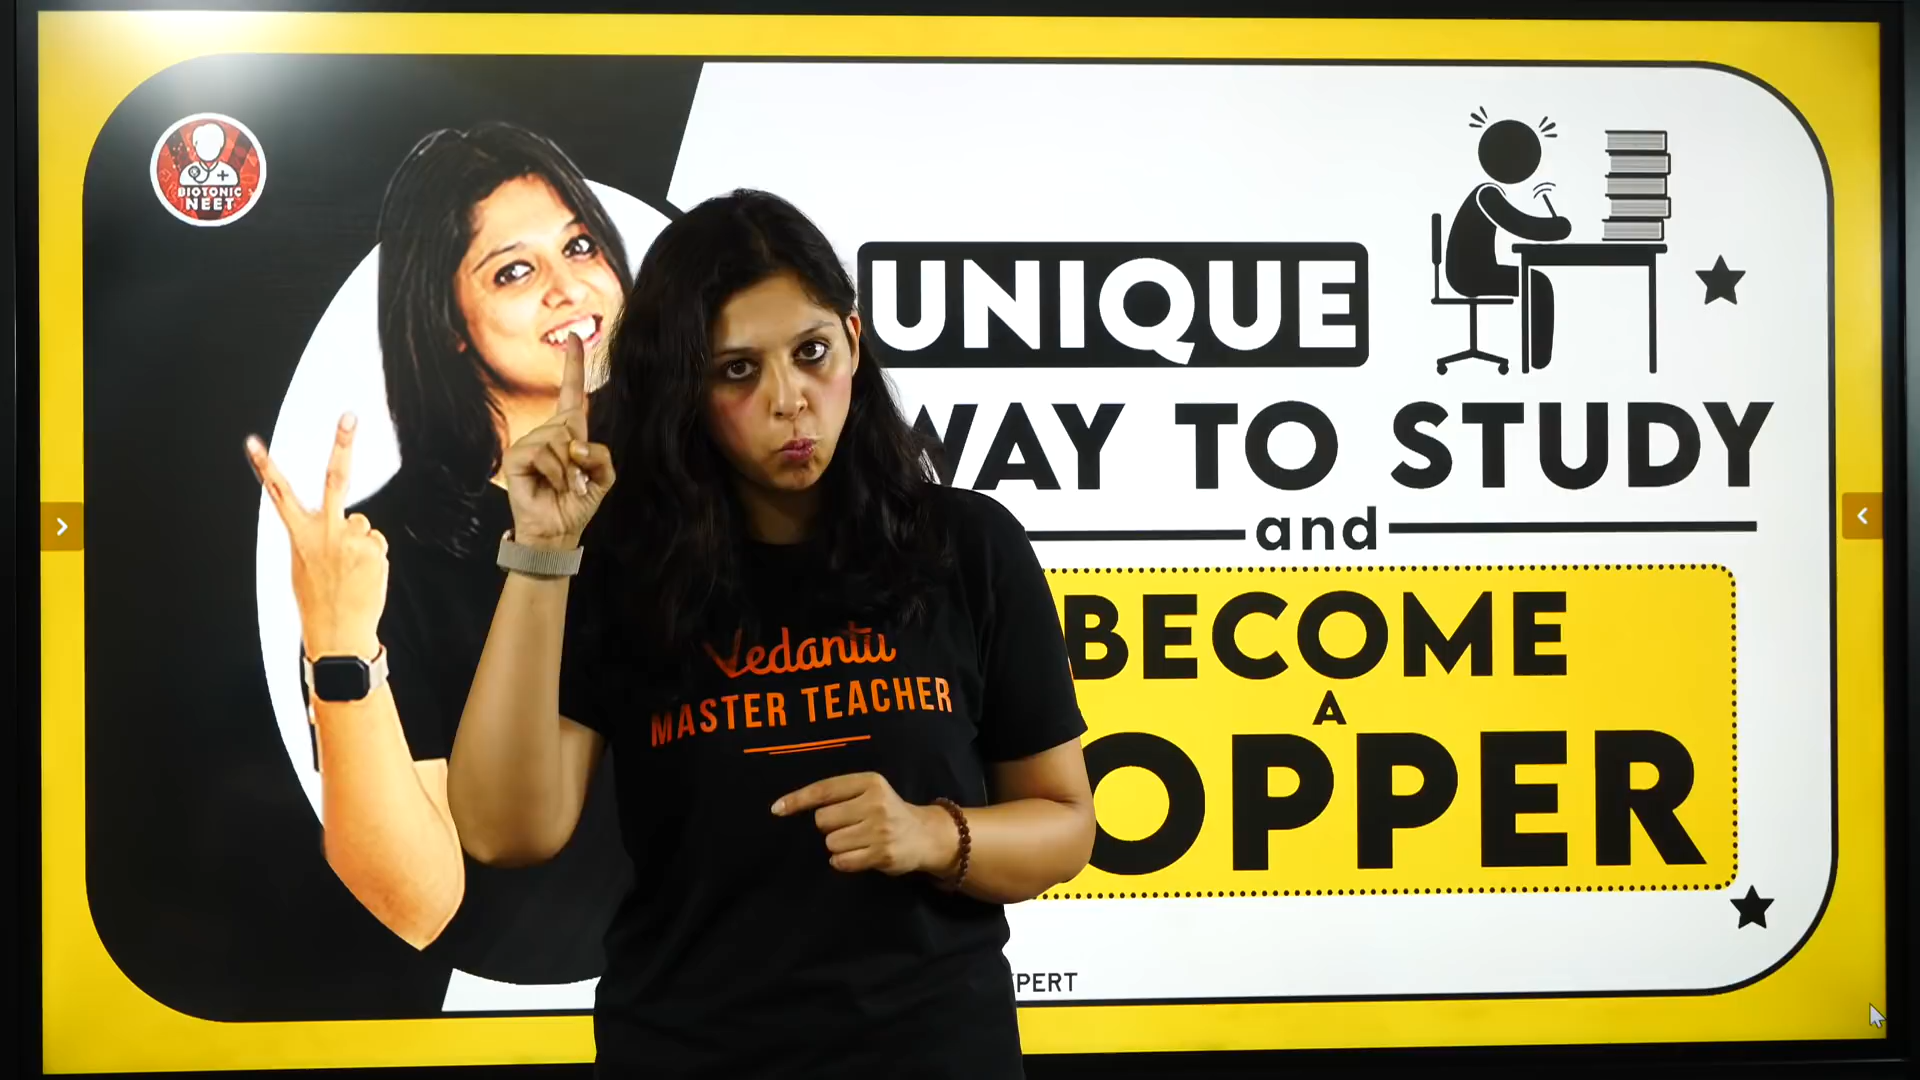 BIOTONIC
NEET
UNIQUE
WAY TO STUDY
and
BECOME
A
OPPER
Vedantu
MASTER TEACHER
PERT